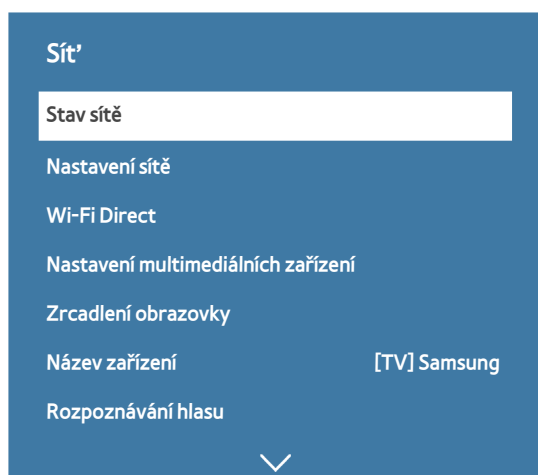 Síť
Stav sítě
Nastavení sítě
Wi-Fi Direct
Nastavení multimediálních zařízení
Zrcadlení obrazovky
Název zařízení [TV] Samsung
Rozpoznávání hlasu